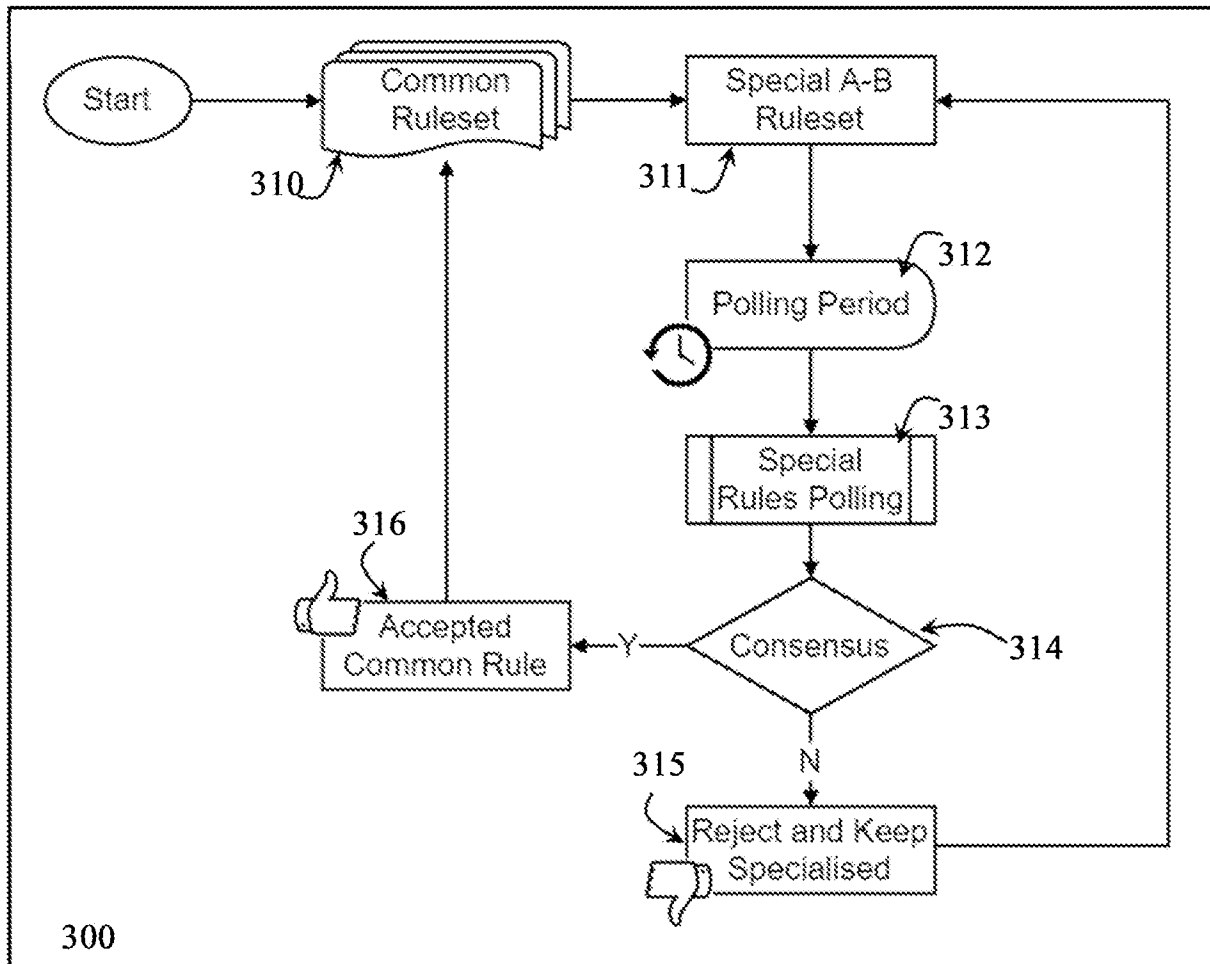 Start
Common
Ruleset
310
Special A-B
Ruleset
311
312
Polling Period
313
Special
Rules Polling
316
Accepted
Common Rule
Y
Consensus
314
N
315
Reject and Keep
Specialised
300